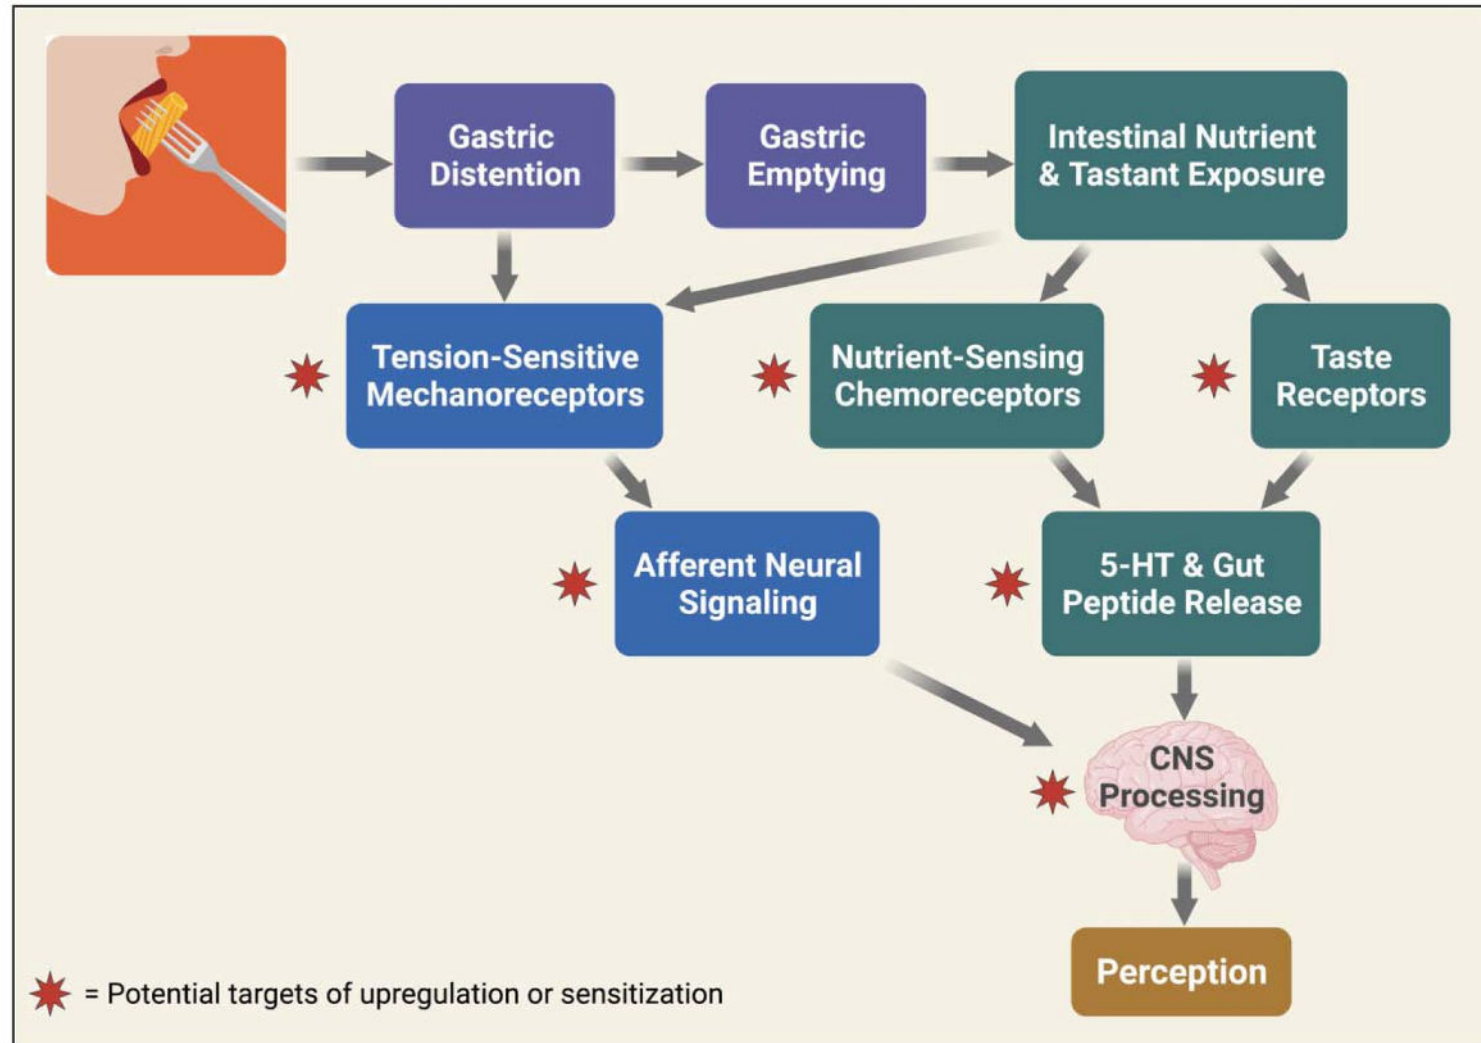 Gastric
Distention
Gastric
Emptying
Intestinal Nutrient
& Tastant Exposure
Tension-Sensitive
Mechanoreceptors
Nutrient-Sensing
Chemoreceptors
Taste
Receptors
Afferent Neural
Signaling
5-HT & Gut
Peptide Release
CNS
Processing
Perception
= Potential targets of upregulation or sensitization